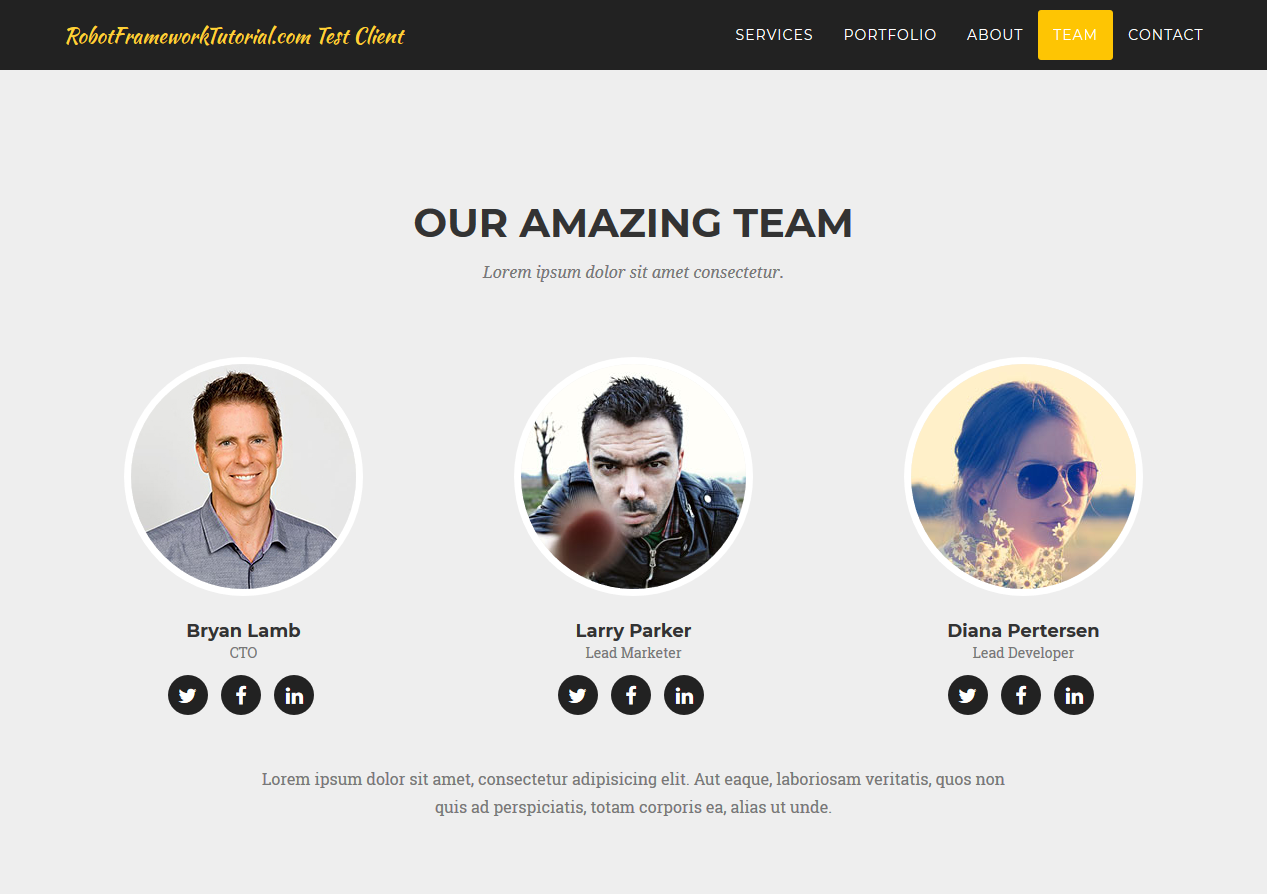 RobotFrameworkTutorial.com Test Client
SERVICES PORTFOLIO ABOUT TEAM CONTACT
OUR AMAZING TEAM
Lorem ipsum dolor sit amet consectetur.
Bryan Lamb
CTO
Larry Parker
Lead Marketer
Diana Pertersen
Lead Developer
Lorem ipsum dolor sit amet, consectetur adipisicing elit. Aut eaque, laboriosam veritatis, quos non
quis ad perspiciatis, totam corporis ea, alias ut unde.